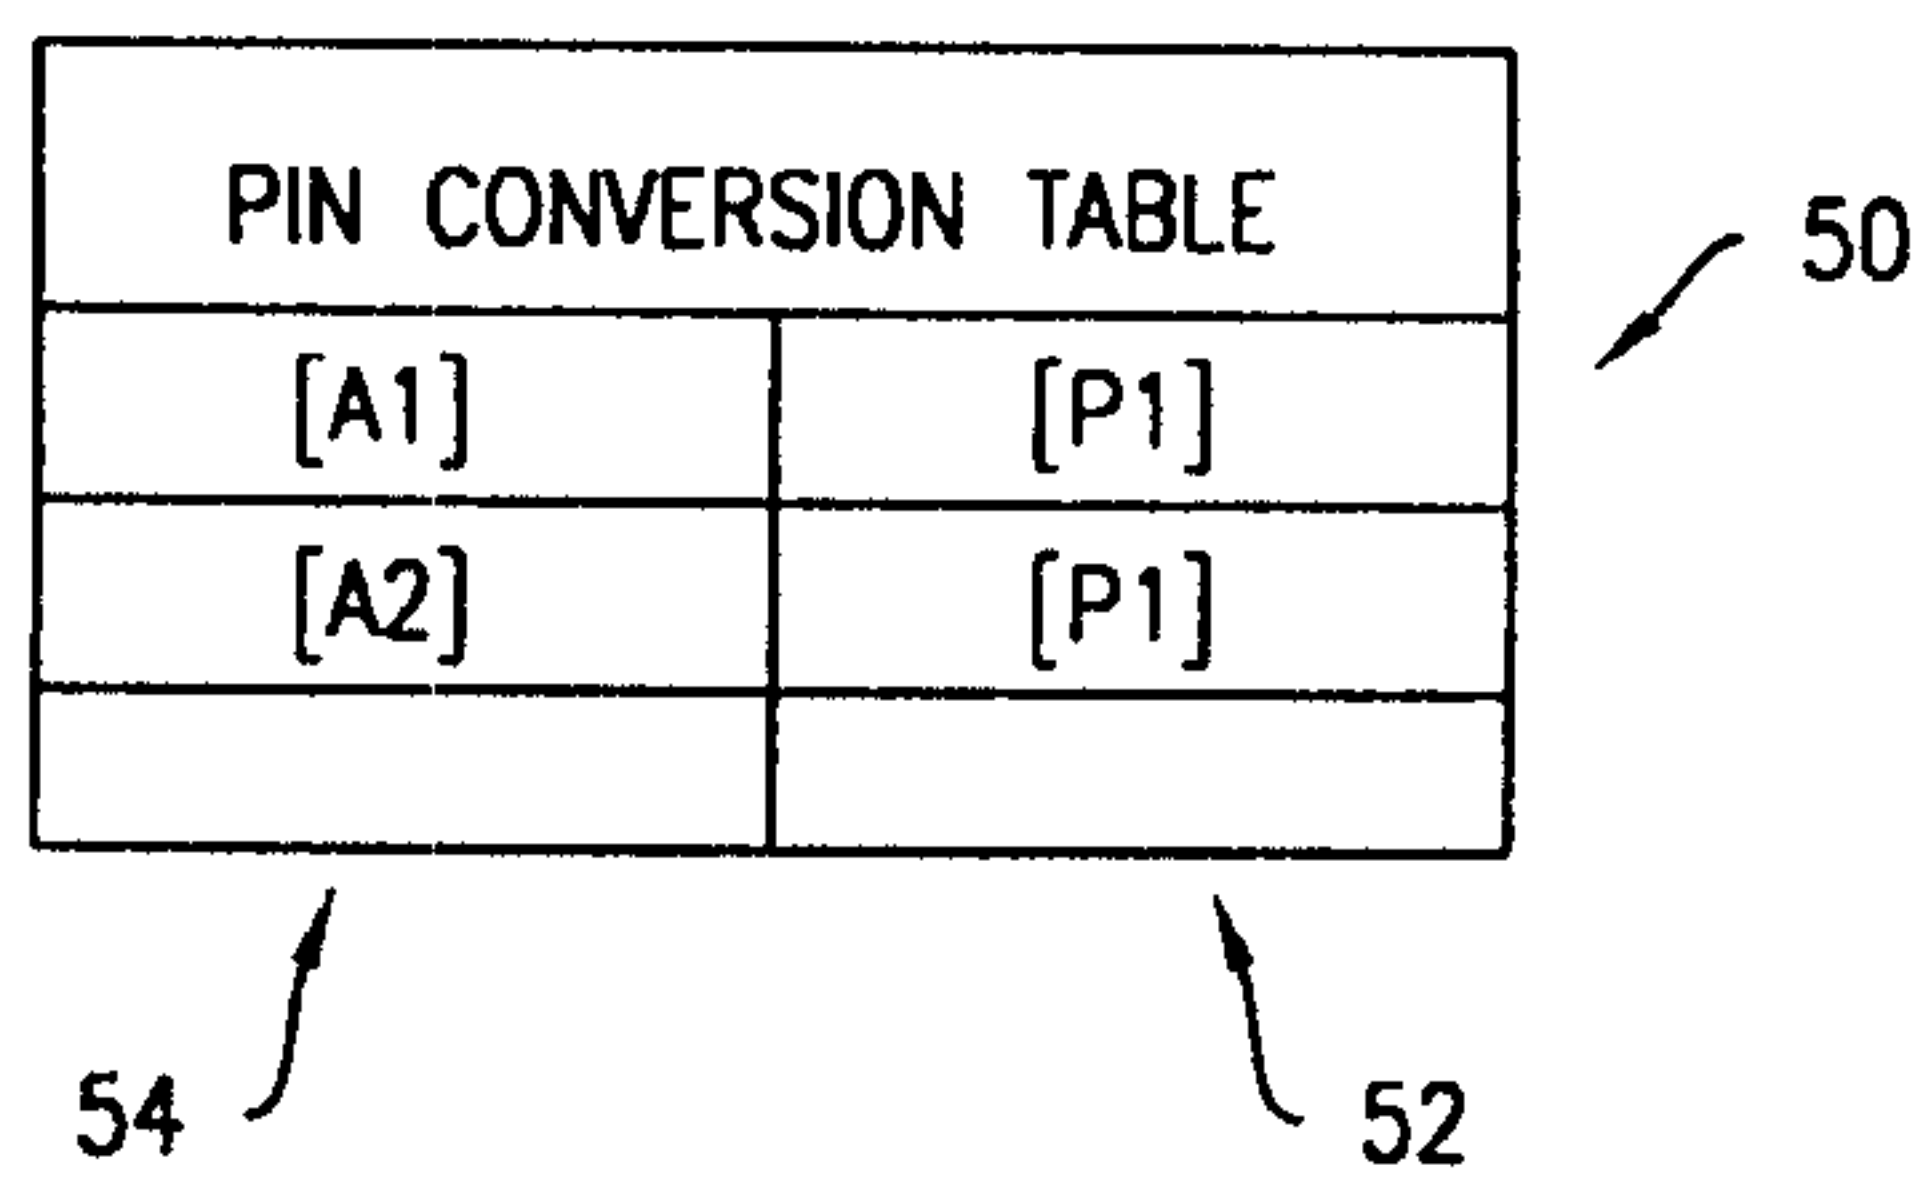 PIN CONVERSION TABLE
50
[A1] [P1]
[A2] [P1]
54 52